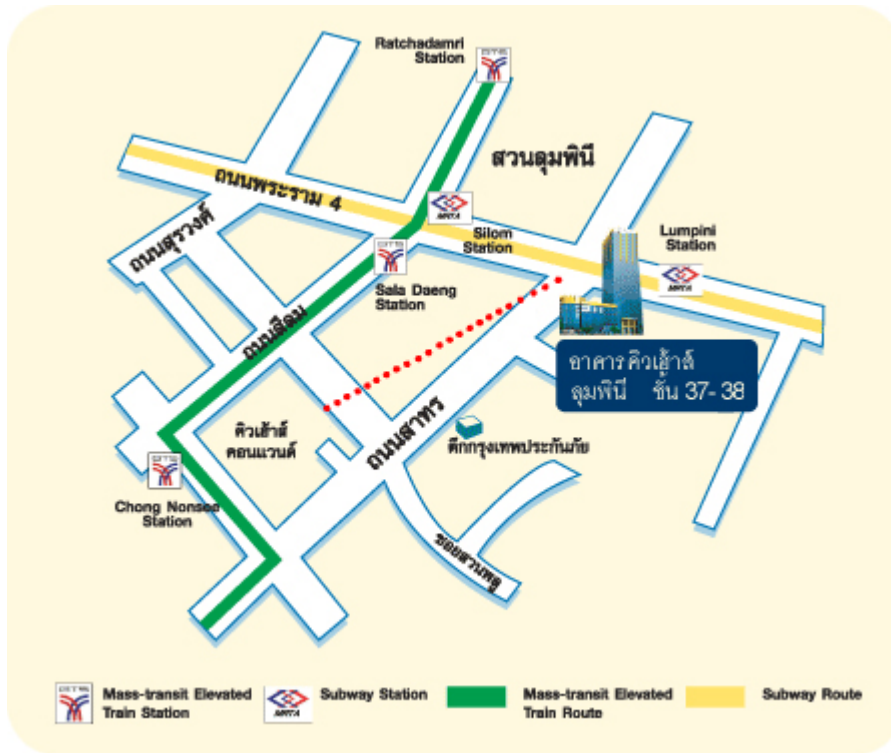 Ratchadamri
Station
BTS
สวนลุมพินี
ถนนพระราม 4
MRTA
Silom
Station
Lumpini
Station
MRTA
ถนนสุรวงศ์
BTS
Sala Daeng
Station
ถนนสีลม
อาคารคิวเฮ้าส์
ลุมพินี ชั้น 37-38
คิวเฮ้าส์
คอนแวนต์
ถนนสาทร
ตึกกรุงเทพประกันภัย
BTS
Chong Nonsee
Station
ซอยสวนพลู
BTS
Mass-transit Elevated
Train Station
MRTA
Subway Station
Mass-transit Elevated
Train Route
Subway Route